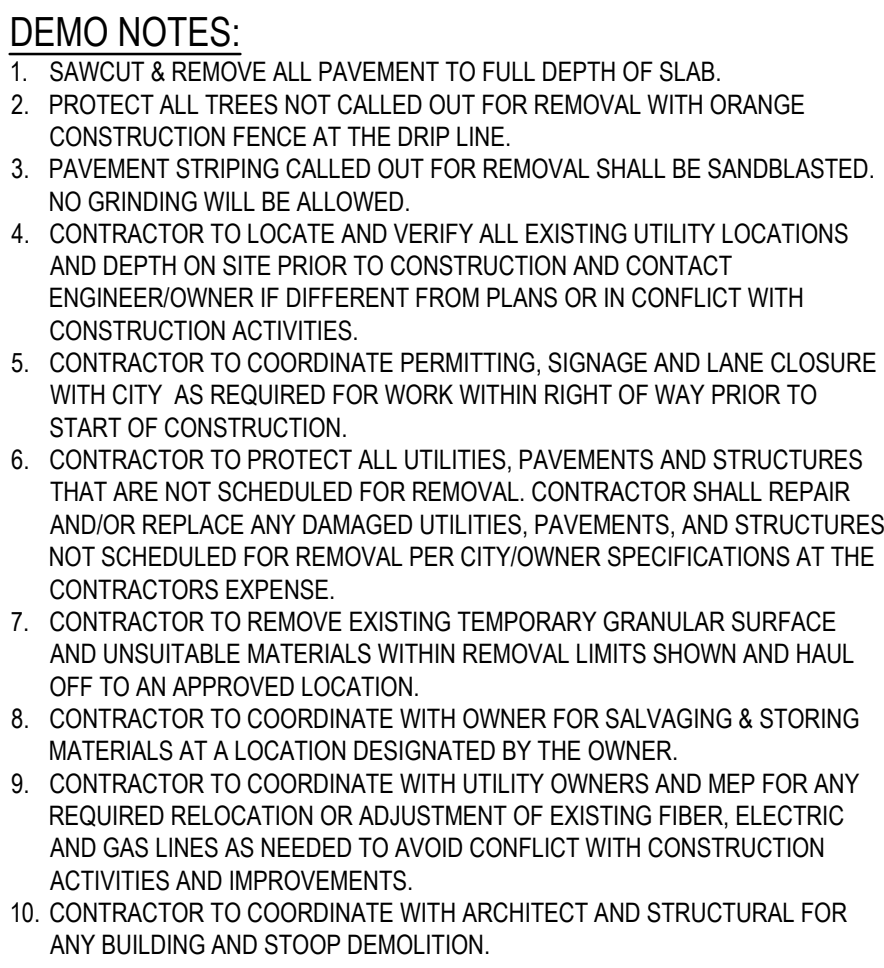 DEMO NOTES:
1. SAWCUT & REMOVE ALL PAVEMENT TO FULL DEPTH OF SLAB.
2. PROTECT ALL TREES NOT CALLED OUT FOR REMOVAL WITH ORANGE
CONSTRUCTION FENCE AT THE DRIP LINE.
3. PAVEMENT STRIPING CALLED OUT FOR REMOVAL SHALL BE SANDBLASTED.
NO GRINDING WILL BE ALLOWED.
4. CONTRACTOR TO LOCATE AND VERIFY ALL EXISTING UTILITY LOCATIONS
AND DEPTH ON SITE PRIOR TO CONSTRUCTION AND CONTACT
ENGINEER/OWNER IF DIFFERENT FROM PLANS OR IN CONFLICT WITH
CONSTRUCTION ACTIVITIES.
5. CONTRACTOR TO COORDINATE PERMITTING, SIGNAGE AND LANE CLOSURE
WITH CITY AS REQUIRED FOR WORK WITHIN RIGHT OF WAY PRIOR TO
START OF CONSTRUCTION.
6. CONTRACTOR TO PROTECT ALL UTILITIES, PAVEMENTS AND STRUCTURES
THAT ARE NOT SCHEDULED FOR REMOVAL. CONTRACTOR SHALL REPAIR
AND/OR REPLACE ANY DAMAGED UTILITIES, PAVEMENTS, AND STRUCTURES
NOT SCHEDULED FOR REMOVAL PER CITY/OWNER SPECIFICATIONS AT THE
CONTRACTORS EXPENSE.
7. CONTRACTOR TO REMOVE EXISTING TEMPORARY GRANULAR SURFACE
AND UNSUITABLE MATERIALS WITHIN REMOVAL LIMITS SHOWN AND HAUL
OFF TO AN APPROVED LOCATION.
8. CONTRACTOR TO COORDINATE WITH OWNER FOR SALVAGING & STORING
MATERIALS AT A LOCATION DESIGNATED BY THE OWNER.
9. CONTRACTOR TO COORDINATE WITH UTILITY OWNERS AND MEP FOR ANY
REQUIRED RELOCATION OR ADJUSTMENT OF EXISTING FIBER, ELECTRIC
AND GAS LINES AS NEEDED TO AVOID CONFLICT WITH CONSTRUCTION
ACTIVITIES AND IMPROVEMENTS.
10. CONTRACTOR TO COORDINATE WITH ARCHITECT AND STRUCTURAL FOR
ANY BUILDING AND STOOP DEMOLITION.